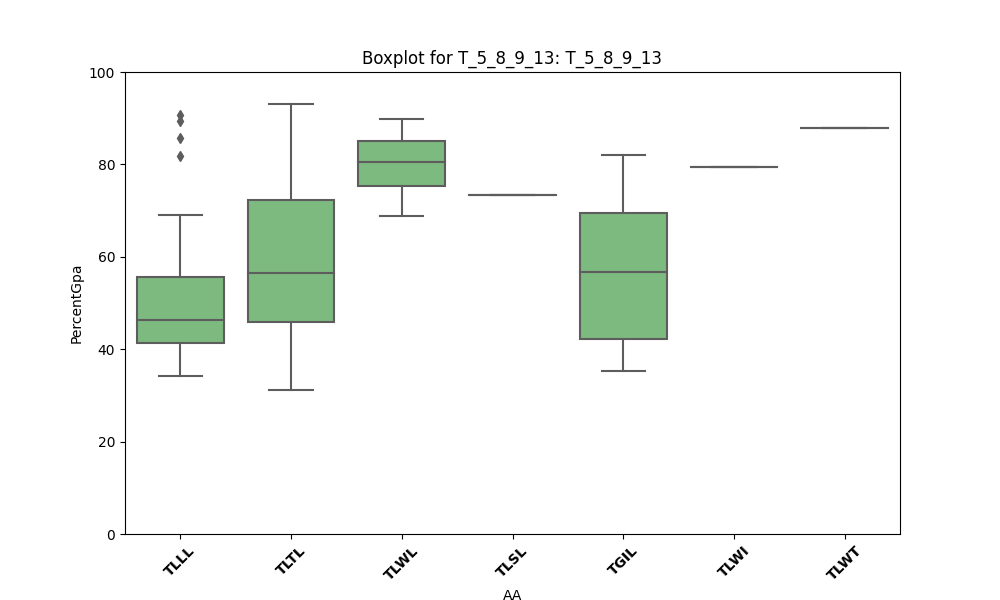 Boxplot for T_5_8_9_13: T_5_8_9_13
100
80
60
40
20
0
PercentGpa
TLLL
TLTL
TLWL
TLSL
TGIL
TLWI
TLWT
AA